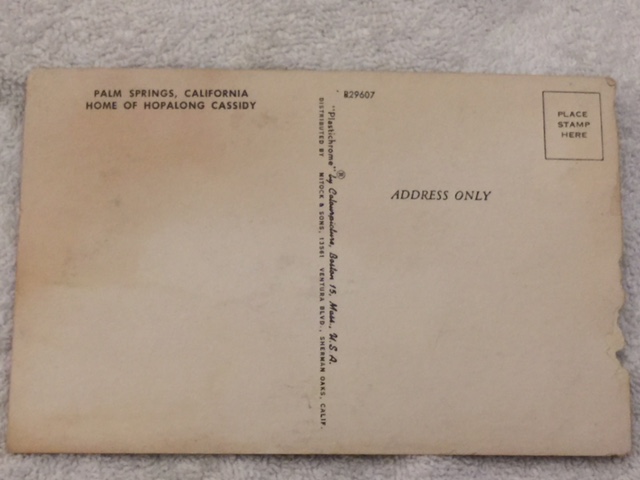 PALM SPRINGS, CALIFORNIA
HOME OF HOPALONG CASSIDY
R29607
"Plastichrome"® by Colourpicture, Boston 15, Mass., U.S.A.
DISTRIBUTED BY MITOCK & SONS, 13561 VENTURA BLVD., SHERMAN OAKS, CALIF.
PLACE
STAMP
HERE
ADDRESS ONLY